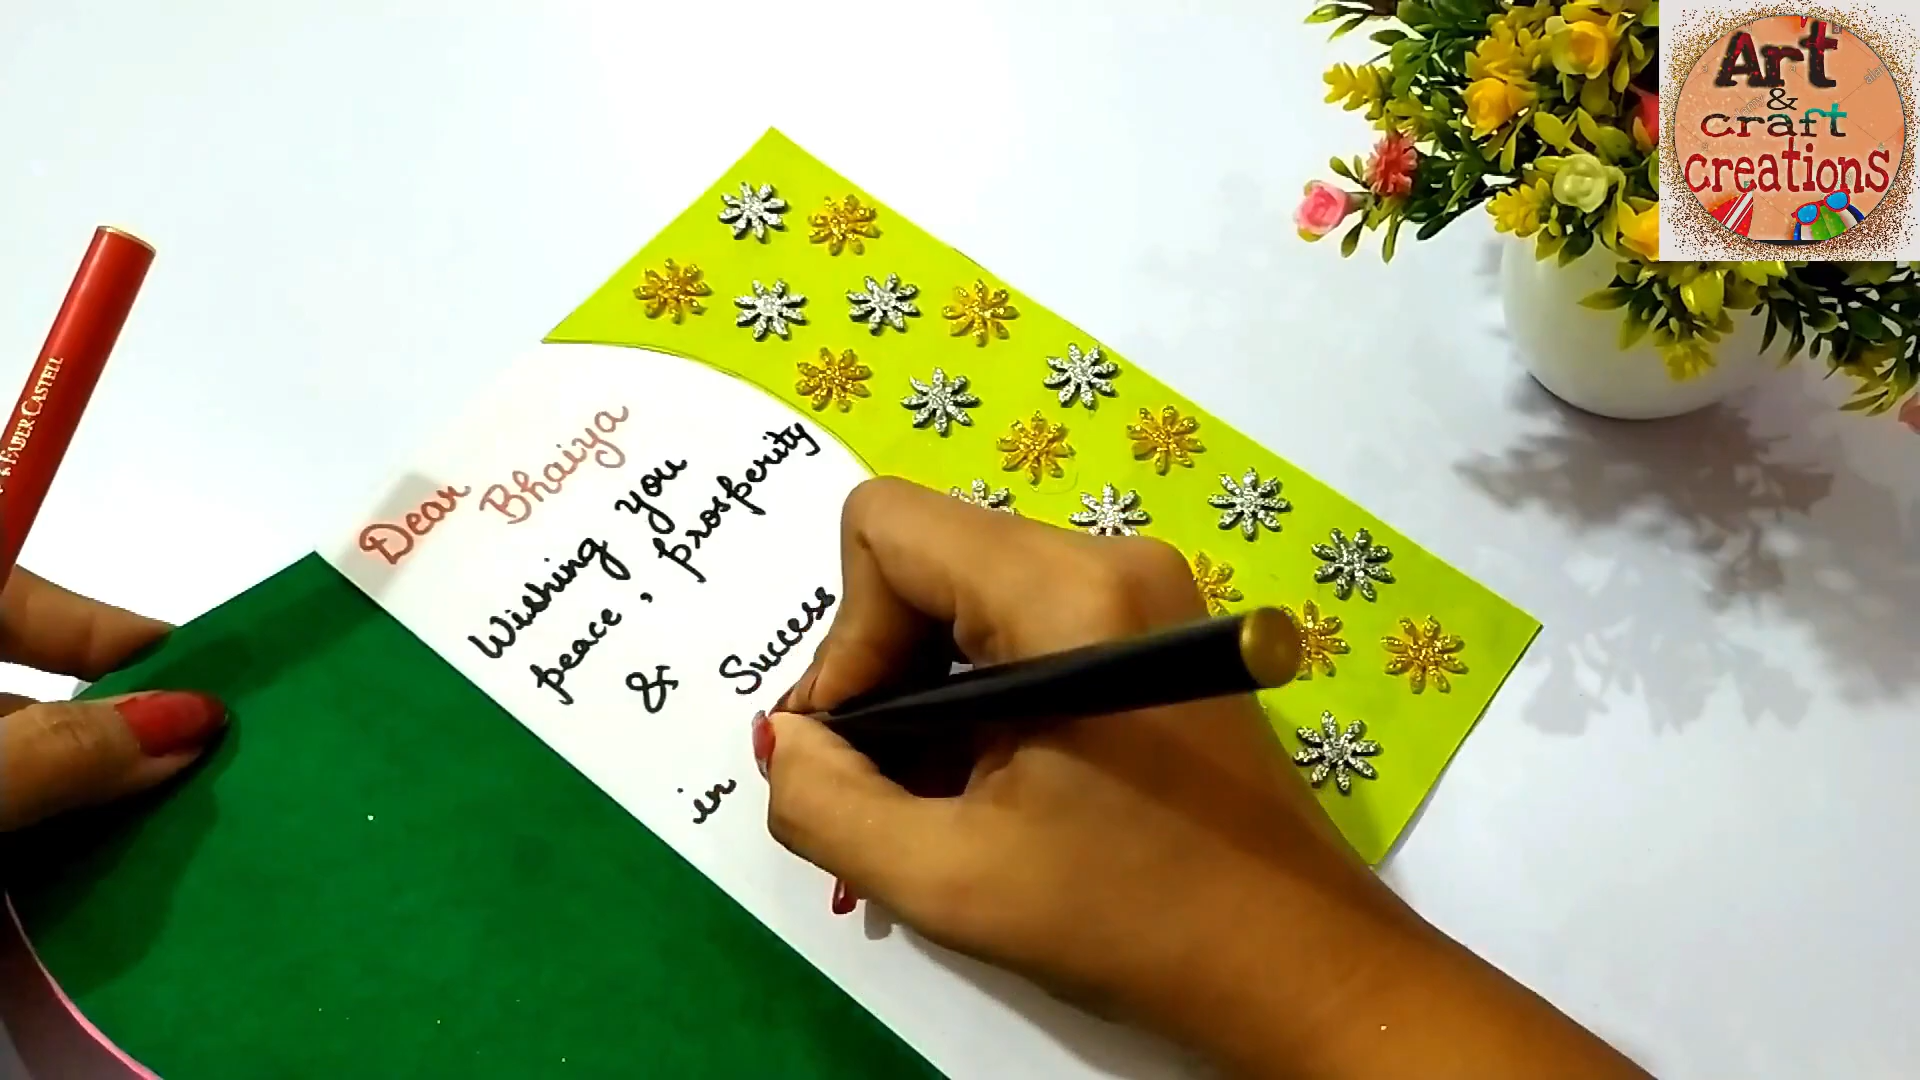 Dear Bhaiya
Wishing you
peace, prosperity
& Success
in
FABER-CASTELL
Art
&
craft
creations